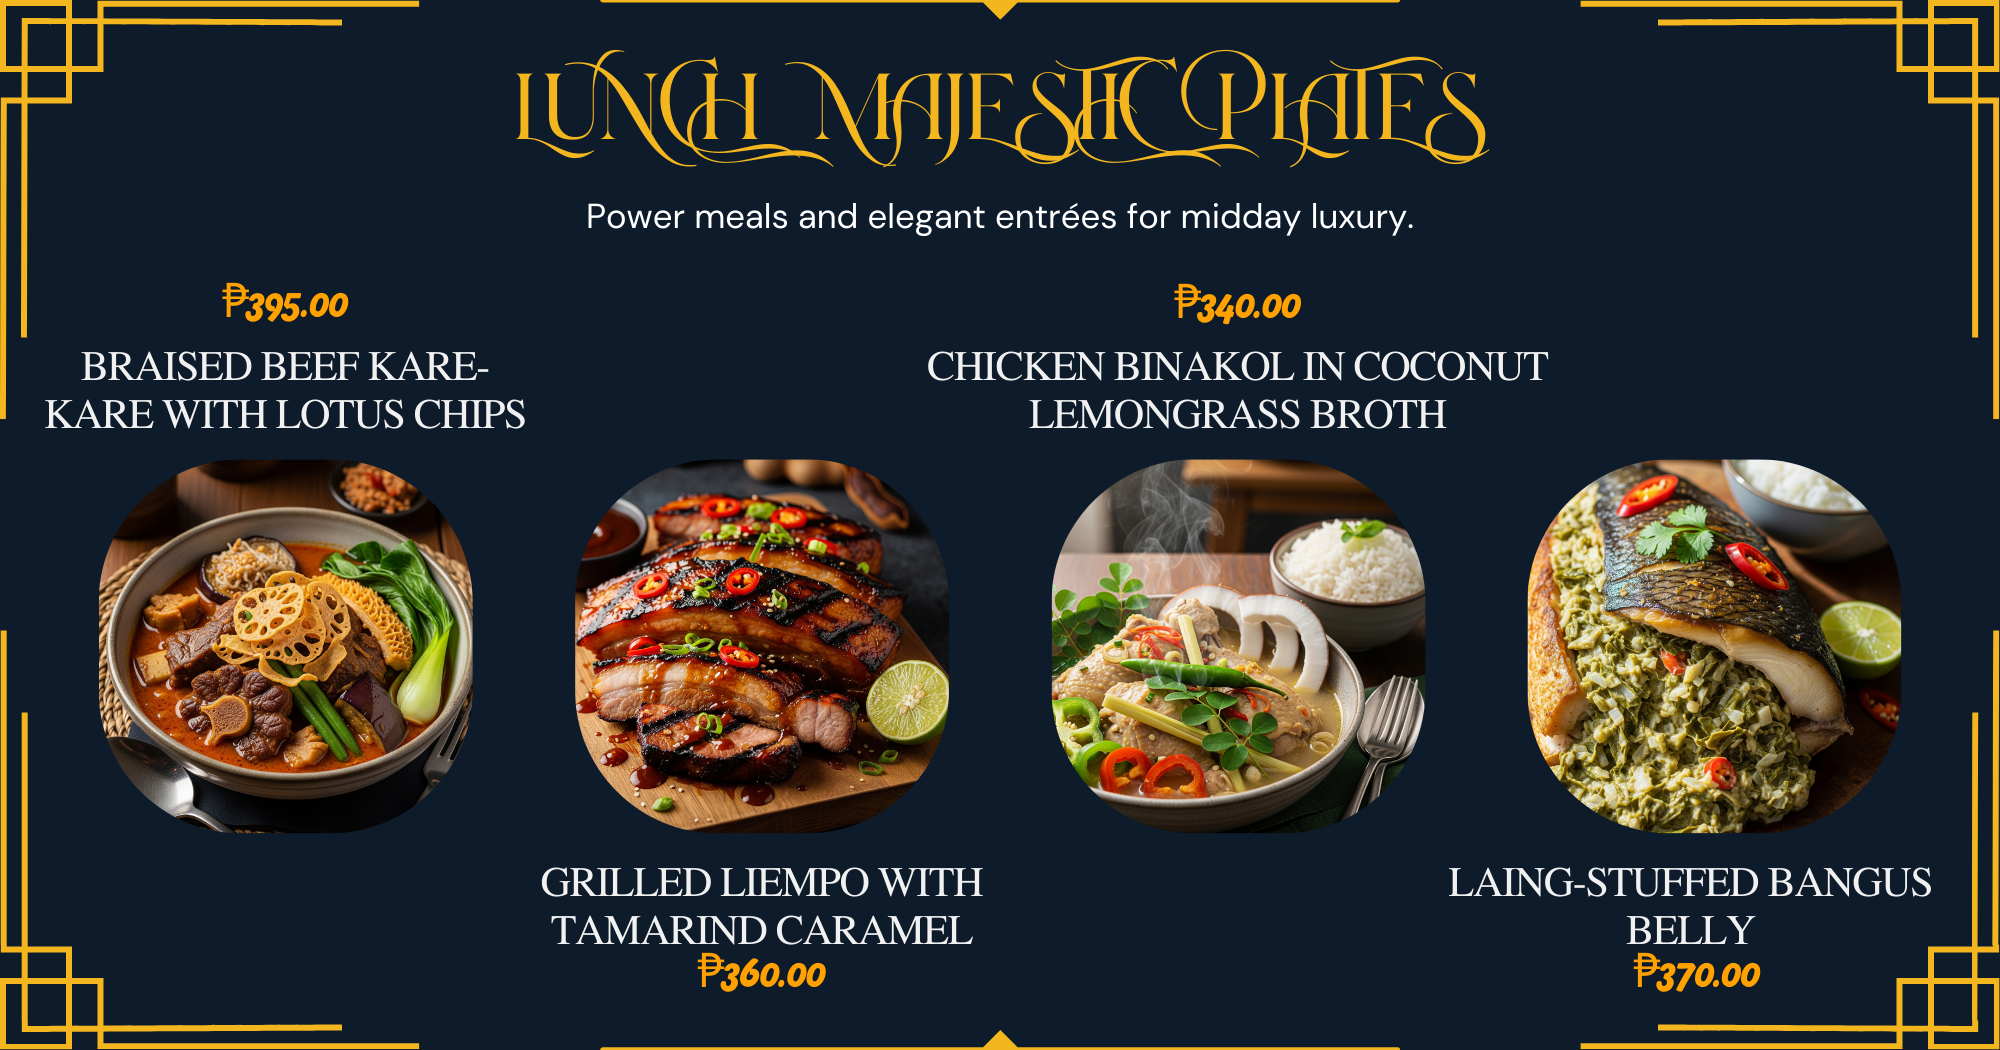 LUNCH MAJESTIC PLATES
Power meals and elegant entrées for midday luxury.
₱395.00
BRAISED BEEF KARE-
KARE WITH LOTUS CHIPS
₱340.00
CHICKEN BINAKOL IN COCONUT
LEMONGRASS BROTH
GRILLED LIEMPO WITH
TAMARIND CARAMEL
₱360.00
LAING-STUFFED BANGUS
BELLY
₱370.00